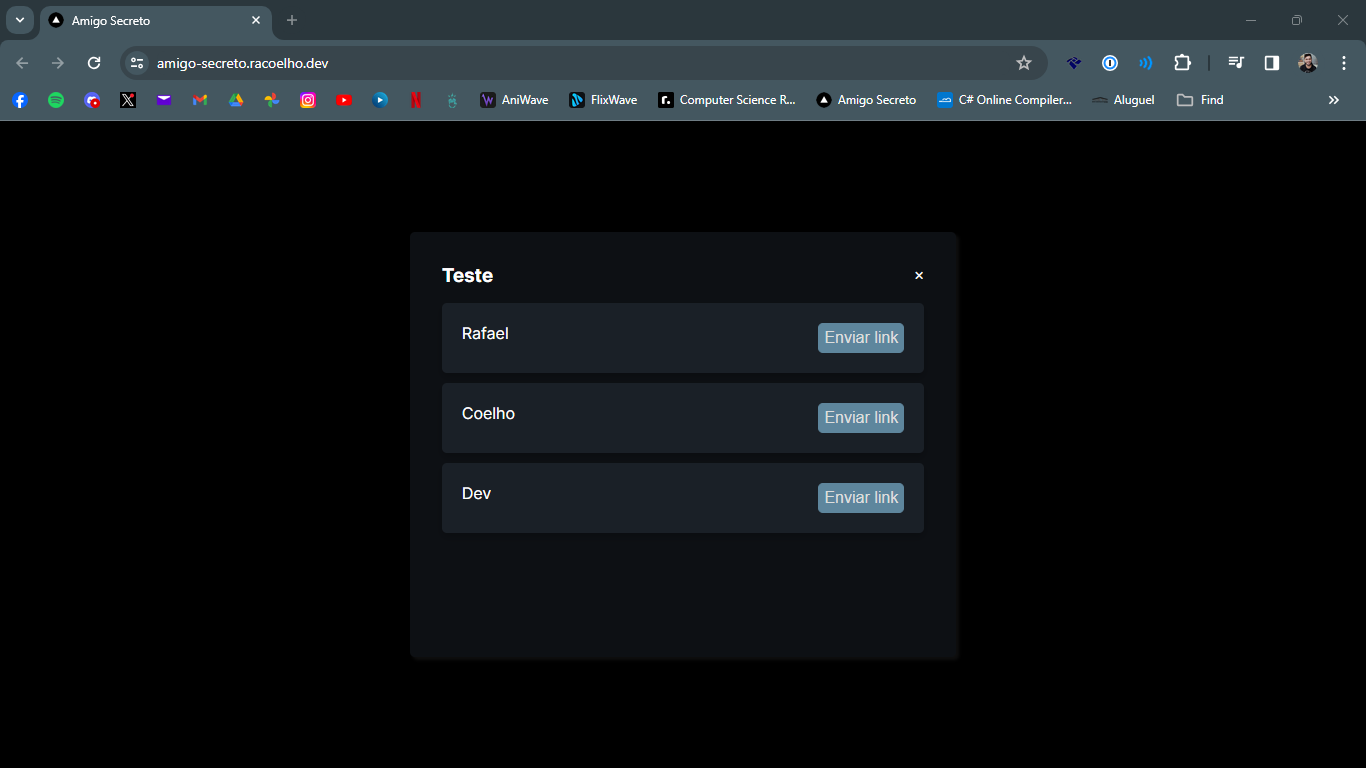 Amigo Secreto
amigo-secreto.racoelho.dev
AniWave FlixWave Computer Science R... Amigo Secreto C# Online Compiler... Aluguel Find
Teste
Rafael Enviar link
Coelho Enviar link
Dev Enviar link